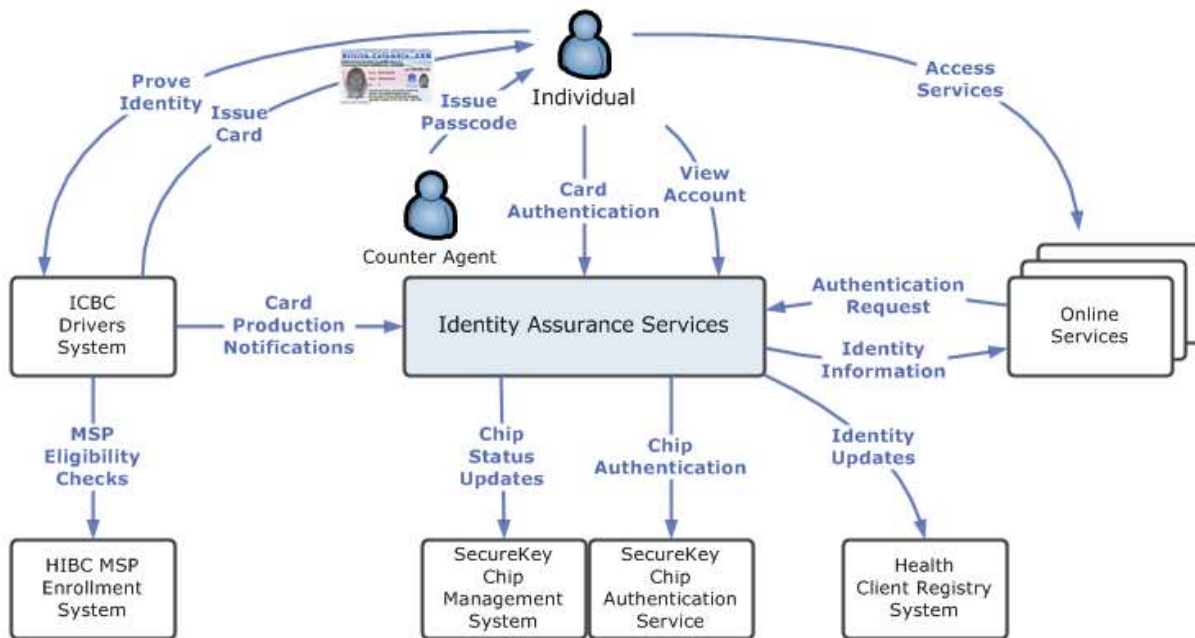 Prove
Identity
Issue
Card
Issue
Passcode
Individual
Access
Services
Card
Authentication
View
Account
Counter Agent
ICBC
Drivers
System
Card
Production
Notifications
Identity Assurance Services
Authentication
Request
Identity
Information
Online
Services
MSP
Eligibility
Checks
Chip
Status
Updates
Chip
Authentication
Identity
Updates
HIBC MSP
Enrollment
System
SecureKey
Chip
Management
System
SecureKey
Chip
Authentication
Service
Health
Client Registry
System